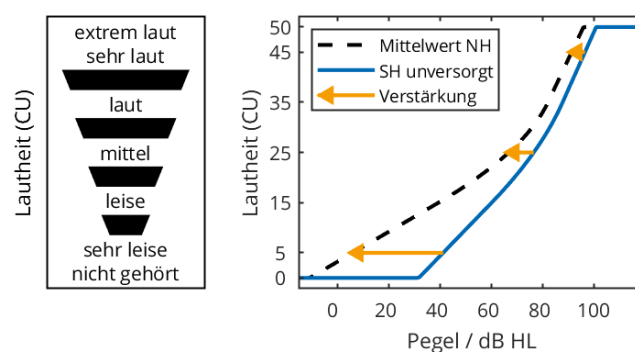 Lautheit (CU)
extrem laut
sehr laut
laut
mittel
leise
sehr leise
nicht gehört
Lautheit (CU)
50
45
35
25
15
5
0
Mittelwert NH
SH unversorgt
Verstärkung
0 20 40 60 80 100
Pegel / dB HL